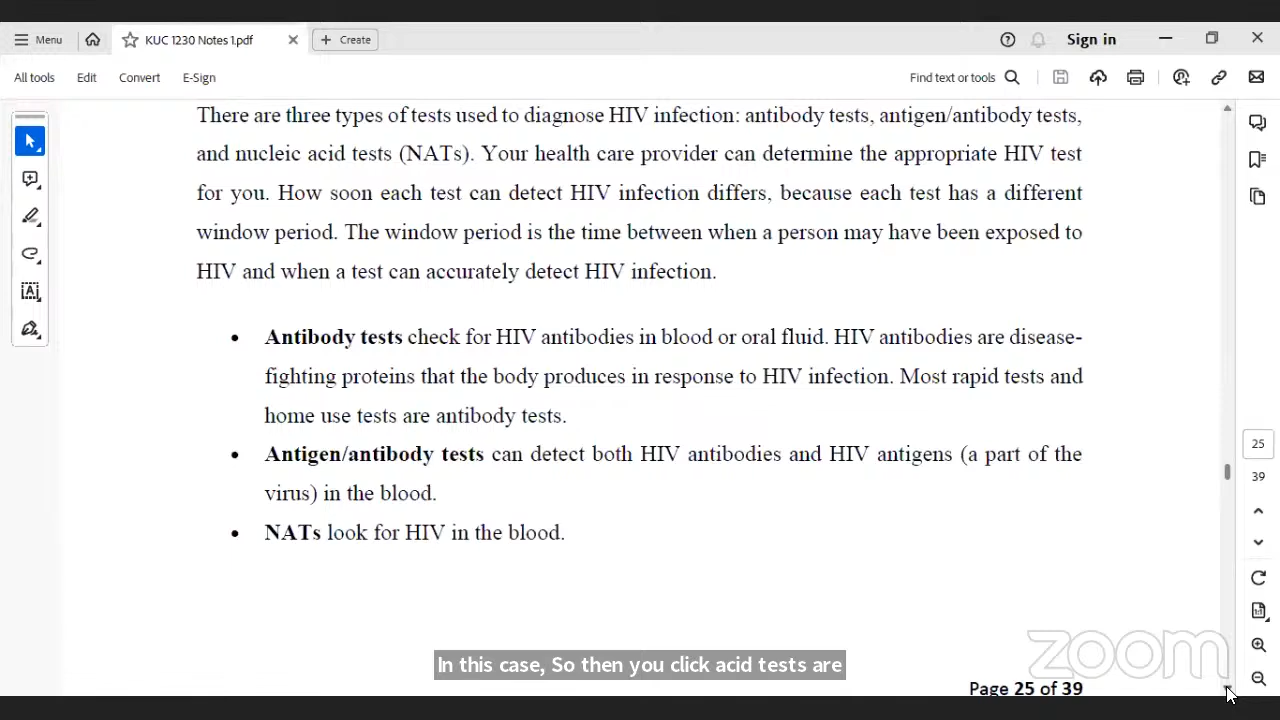 Menu
KUC 1230 Notes 1.pdf
Create
Sign in
All tools
Edit
Convert
E-Sign
Find text or tools
There are three types of tests used to diagnose HIV infection: antibody tests, antigen/antibody tests,
and nucleic acid tests (NATs). Your health care provider can determine the appropriate HIV test
for you. How soon each test can detect HIV infection differs, because each test has a different
window period. The window period is the time between when a person may have been exposed to
HIV and when a test can accurately detect HIV infection.
• Antibody tests check for HIV antibodies in blood or oral fluid. HIV antibodies are disease-
fighting proteins that the body produces in response to HIV infection. Most rapid tests and
home use tests are antibody tests.
• Antigen/antibody tests can detect both HIV antibodies and HIV antigens (a part of the
virus) in the blood.
• NATs look for HIV in the blood.
25
39
zoom
In this case, So then you click acid tests are
Page 25 of 39